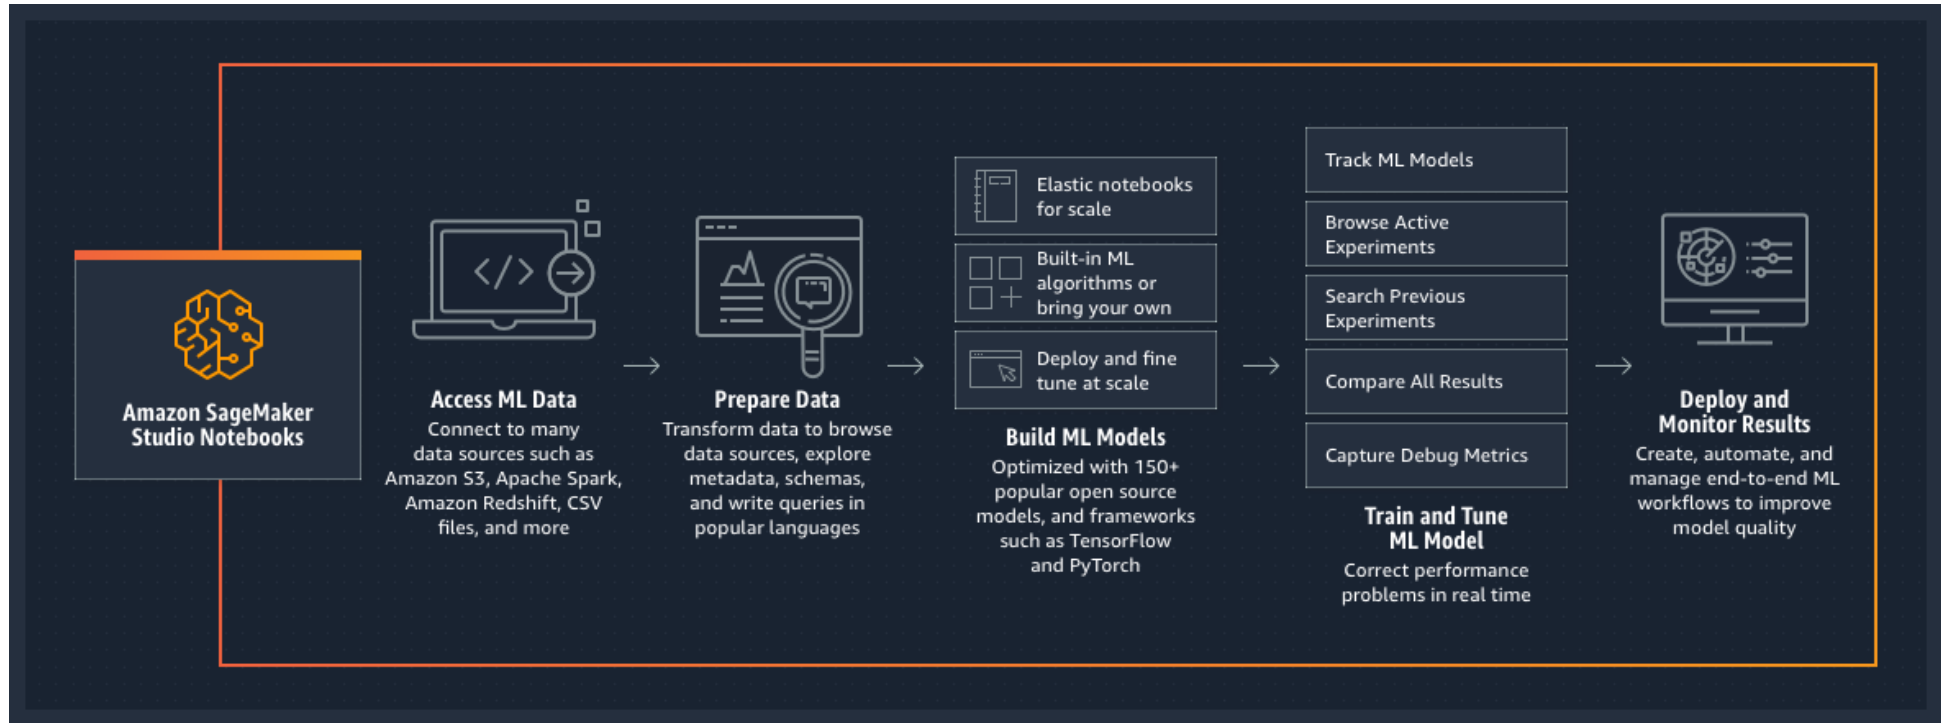 Amazon SageMaker
Studio Notebooks
Access ML Data
Connect to many
data sources such as
Amazon S3, Apache Spark,
Amazon Redshift, CSV
files, and more
Prepare Data
Transform data to browse
data sources, explore
metadata, schemas,
and write queries in
popular languages
Elastic notebooks
for scale
Built-in ML
algorithms or
bring your own
Deploy and fine
tune at scale
Build ML Models
Optimized with 150+
popular open source
models, and frameworks
such as TensorFlow
and PyTorch
Track ML Models
Browse Active
Experiments
Search Previous
Experiments
Compare All Results
Capture Debug Metrics
Train and Tune
ML Model
Correct performance
problems in real time
Deploy and
Monitor Results
Create, automate, and
manage end-to-end ML
workflows to improve
model quality